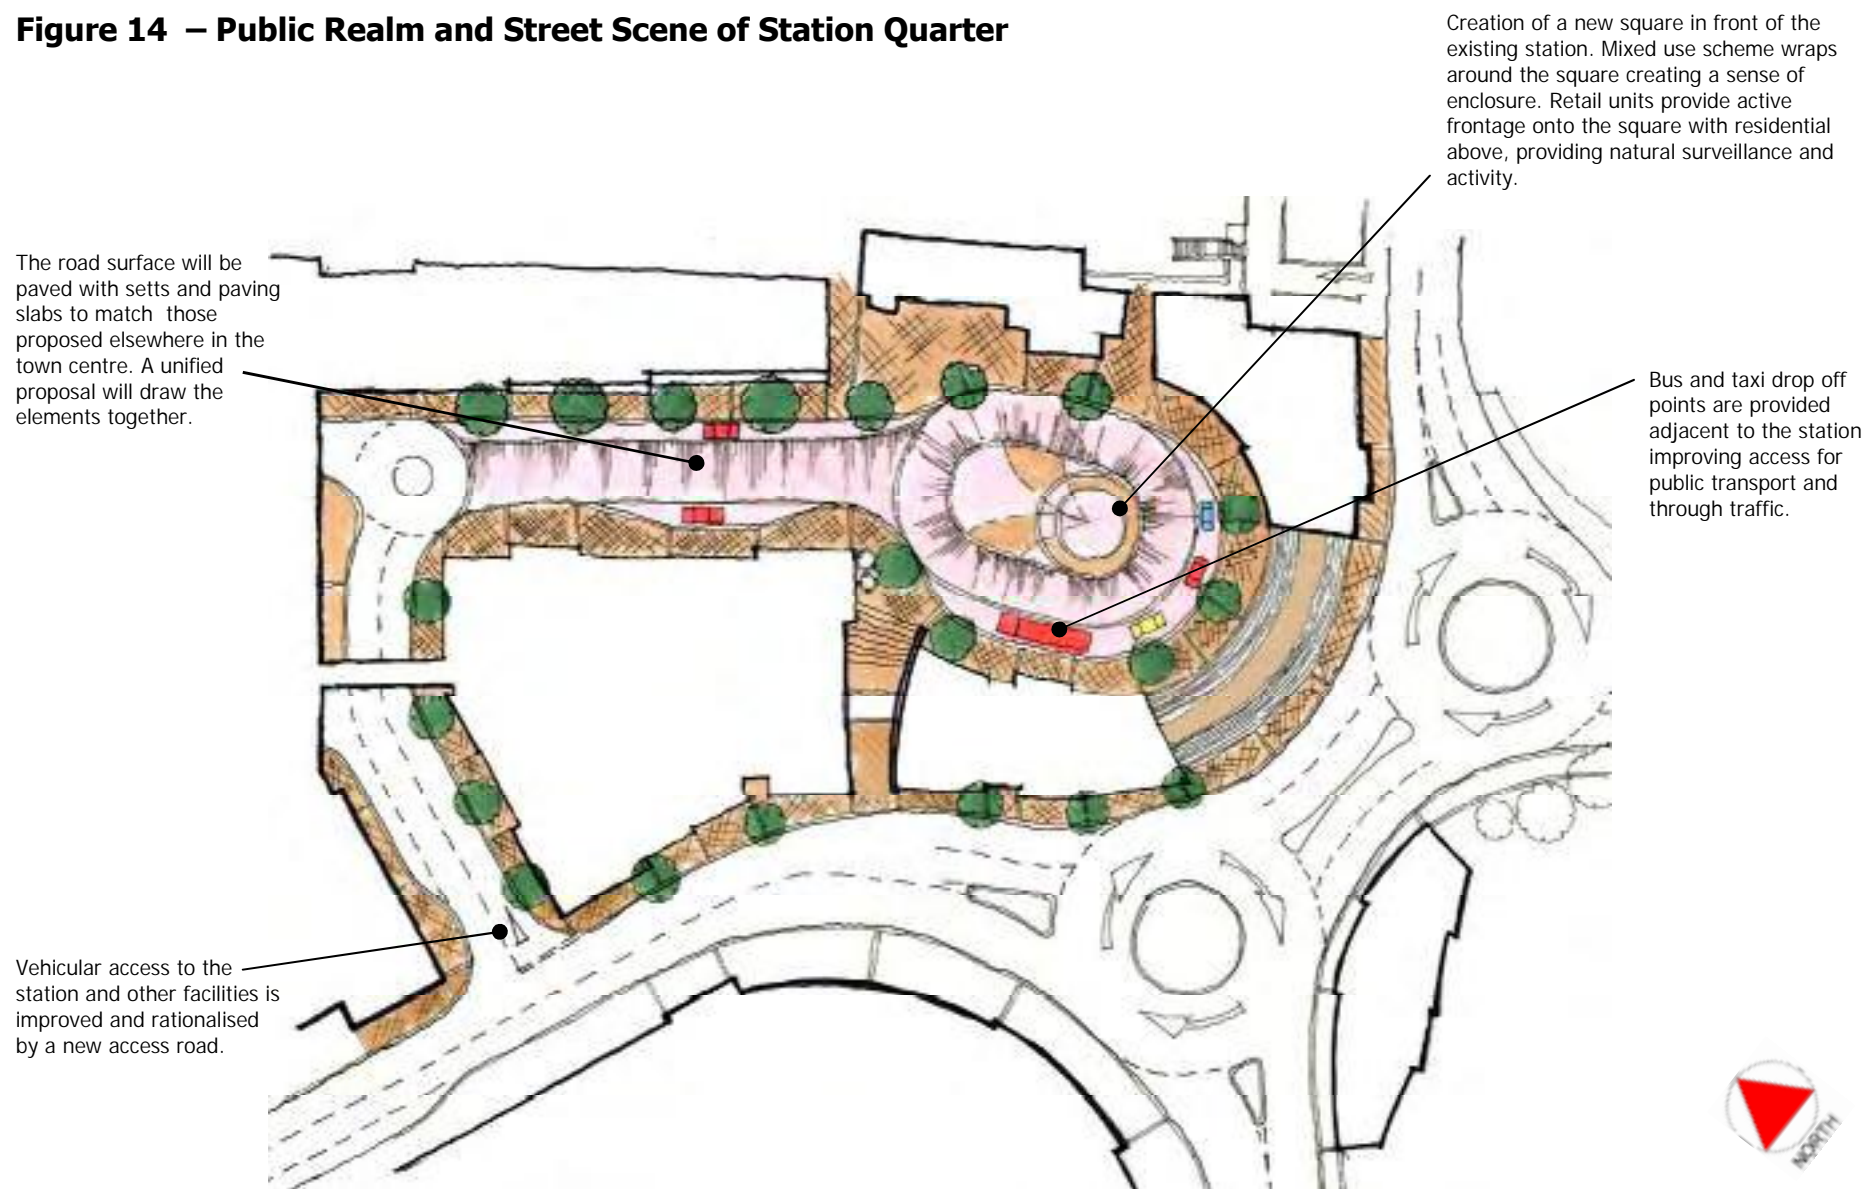 Figure 14 – Public Realm and Street Scene of Station Quarter
Creation of a new square in front of the
existing station. Mixed use scheme wraps
around the square creating a sense of
enclosure. Retail units provide active
frontage onto the square with residential
above, providing natural surveillance and
activity.
The road surface will be
paved with setts and paving
slabs to match those
proposed elsewhere in the
town centre. A unified
proposal will draw the
elements together.
Bus and taxi drop off
points are provided
adjacent to the station
improving access for
public transport and
through traffic.
Vehicular access to the
station and other facilities is
improved and rationalised
by a new access road.
NORTH